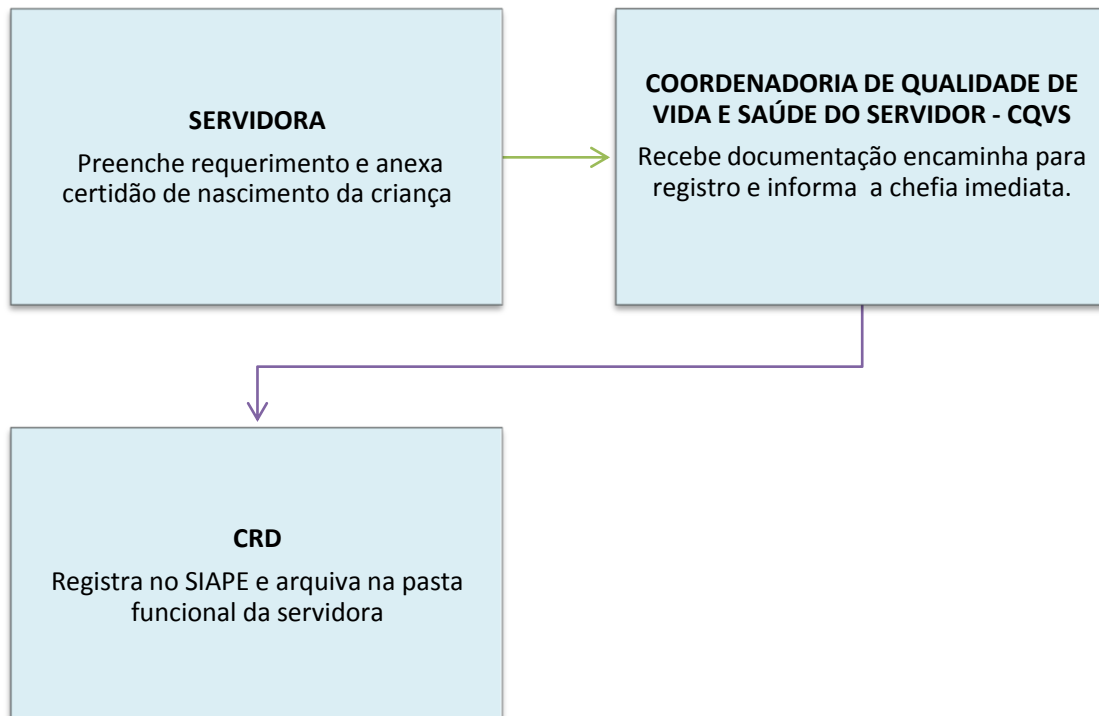 SERVIDORA
Preenche requerimento e anexa
certidão de nascimento da criança
COORDENADORIA DE QUALIDADE DE
VIDA E SAÚDE DO SERVIDOR - CQVS
Recebe documentação encaminha para
registro e informa  a chefia imediata.
CRD
Registra no SIAPE e arquiva na pasta
funcional da servidora